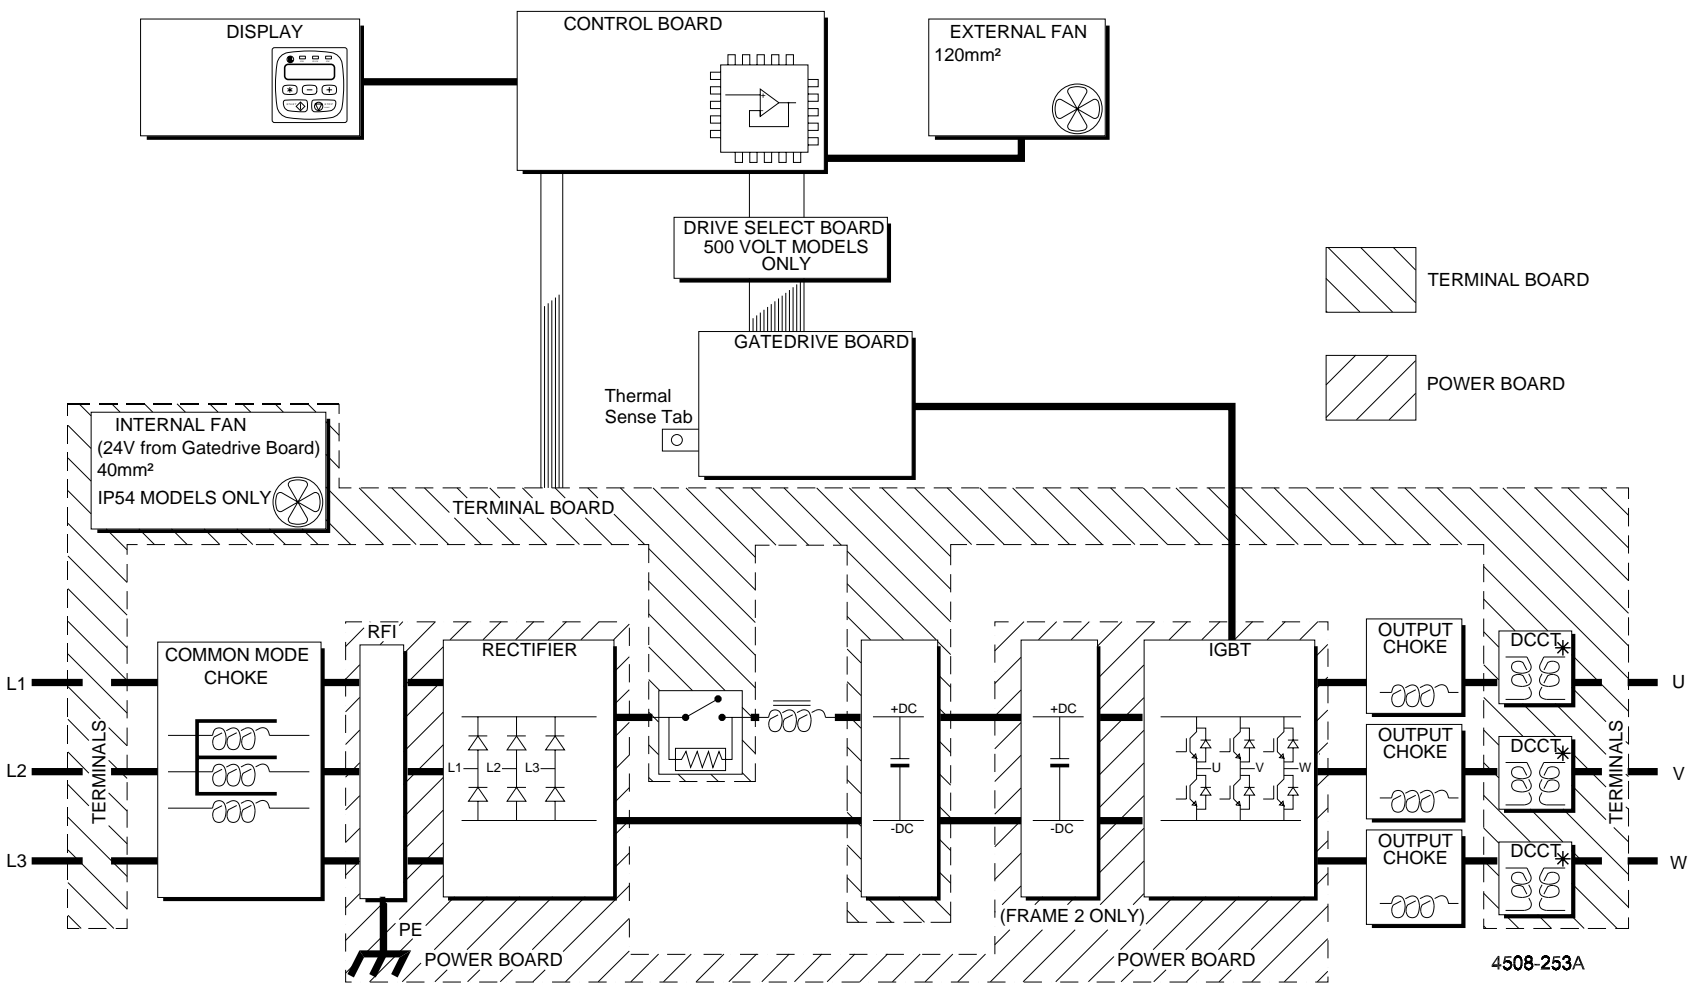 DISPLAY
CONTROL BOARD
EXTERNAL FAN
120mm²
DRIVE SELECT BOARD
500 VOLT MODELS
ONLY
TERMINAL BOARD
GATEDRIVE BOARD
POWER BOARD
Thermal
Sense Tab
INTERNAL FAN
(24V from Gatedrive Board)
40mm²
IP54 MODELS ONLY
TERMINAL BOARD
RFI
COMMON MODE
CHOKE
RECTIFIER
IGBT
OUTPUT
CHOKE
DCCT
*
L1
U
+DC
+DC
TERMINALS
L2
L1
L2
L3
U
V
W
OUTPUT
CHOKE
DCCT
*
V
TERMINALS
-DC
-DC
L3
OUTPUT
CHOKE
DCCT
*
W
(FRAME 2 ONLY)
PE
POWER BOARD
POWER BOARD
4508-253A